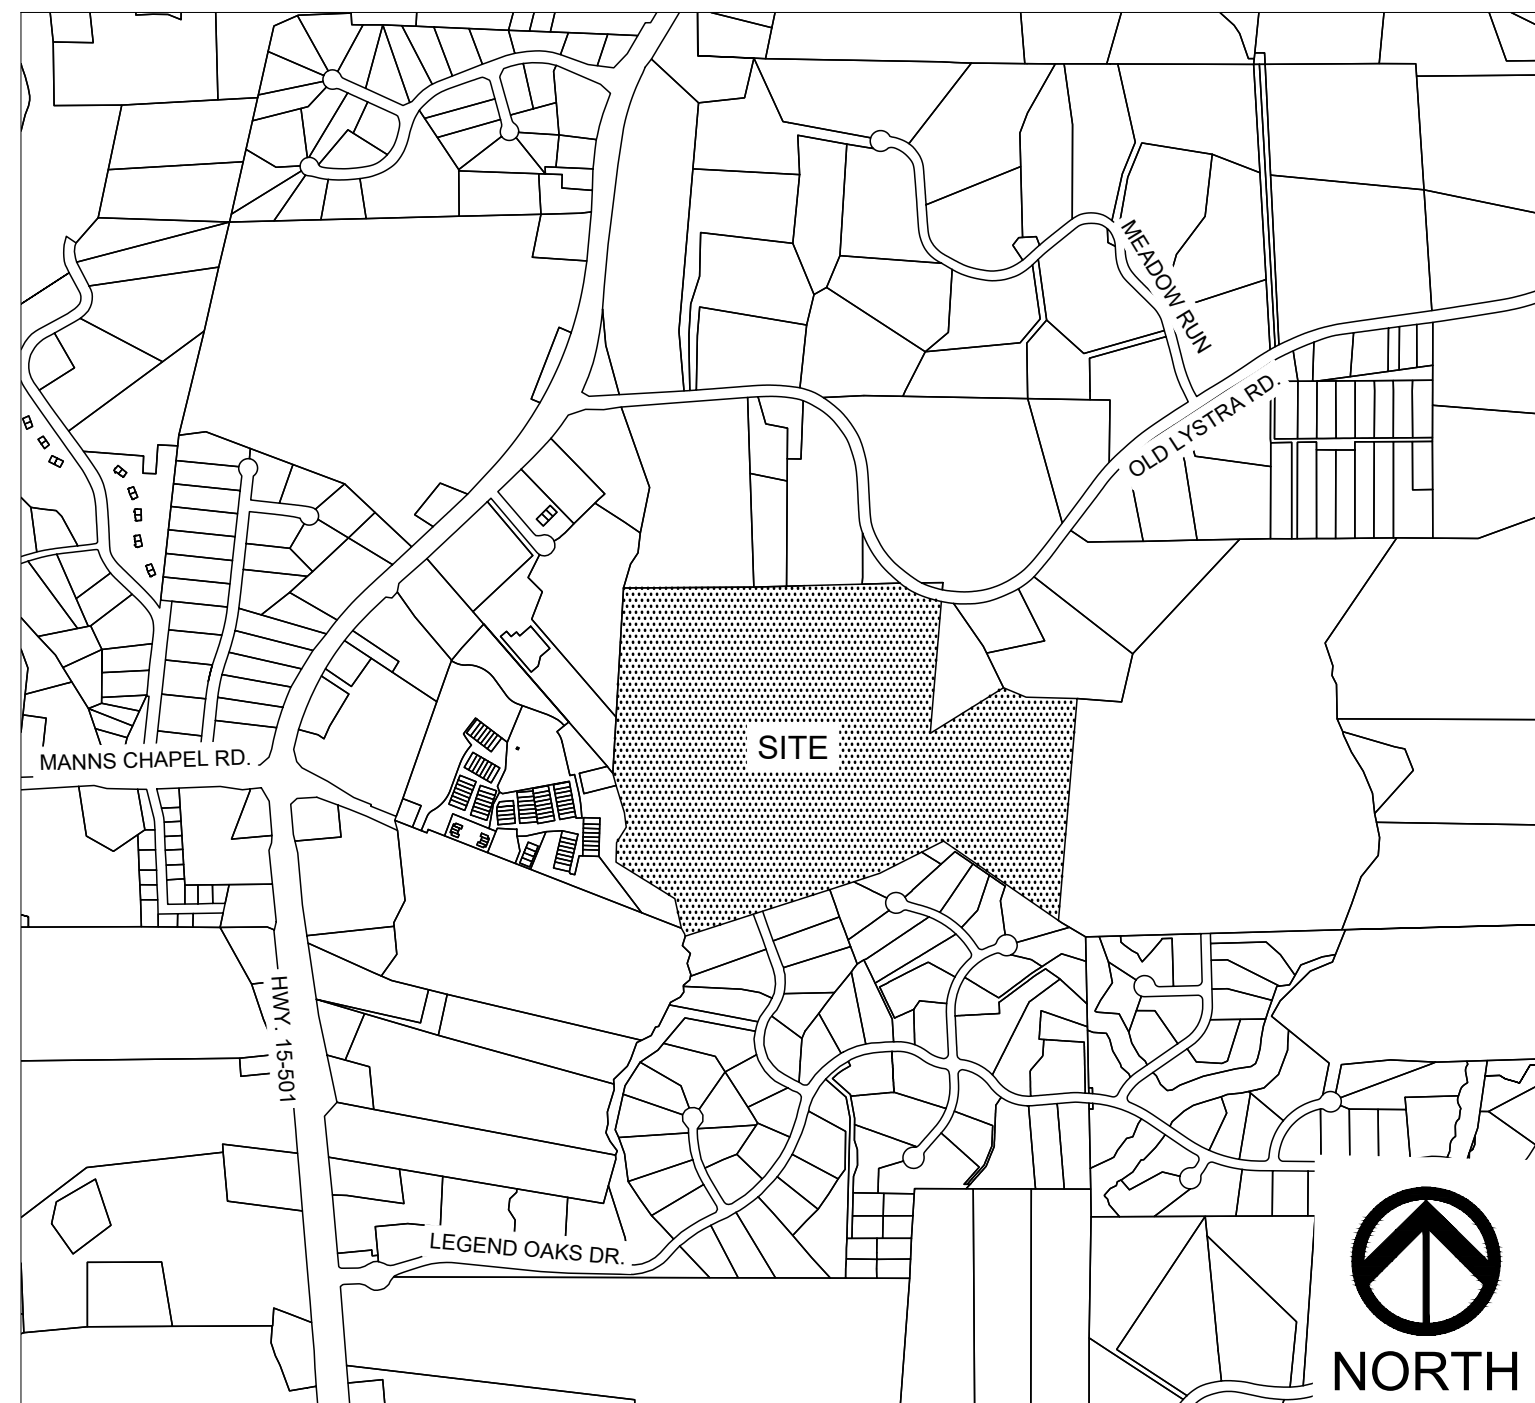 MEADOW RUN
OLD LYSTRA RD.
SITE
MANNS CHAPEL RD.
HWY. 15-501
LEGEND OAKS DR.
NORTH